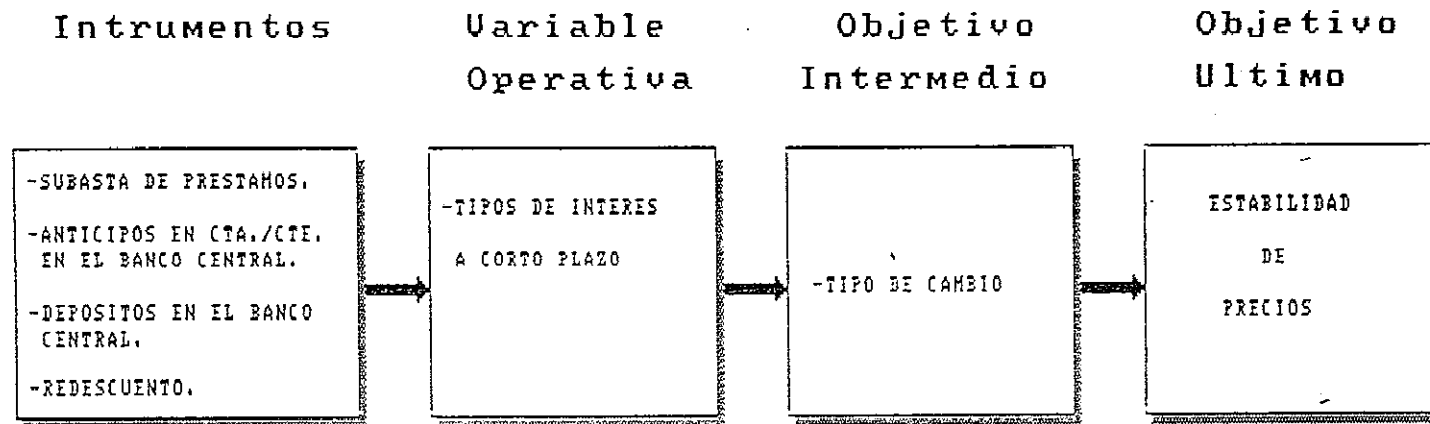 Intrumentos
Variable
Operativa
Objetivo
Intermedio
Objetivo
Ultimo
-SUBASTA DE PRESTAMOS.
-ANTICIPOS EN CTA./CTE.
EN EL BANCO CENTRAL.
-DEPOSITOS EN EL BANCO
CENTRAL.
-REDESCUENTO.
-TIPOS DE INTERES
A CORTO PLAZO
-TIPO DE CAMBIO
ESTABILIDAD
DE
PRECIOS